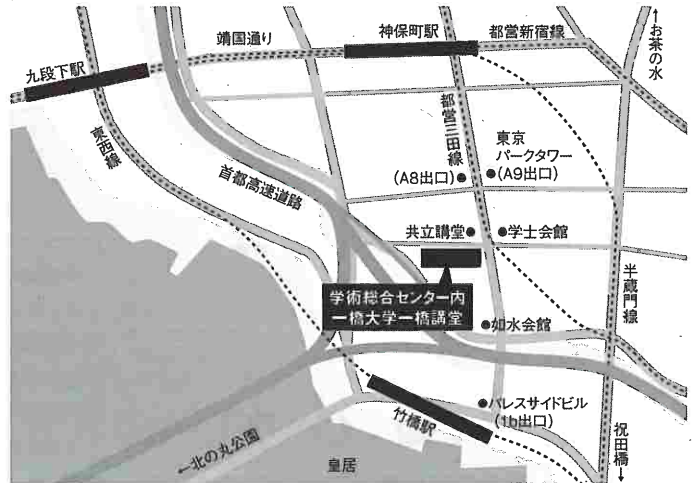 靖国通り
神保町駅
都営新宿線
↑お茶の水
九段下駅
東西線
首都高速道路
都営三田線
東京
パークタワー
(A9出口)
(A8出口)
共立講堂
学士会館
学術総合センター内
一橋大学一橋講堂
半蔵門線
如水会館
パレスサイドビル
(1b出口)
竹橋駅
←北の丸公園
皇居
祝田橋↓